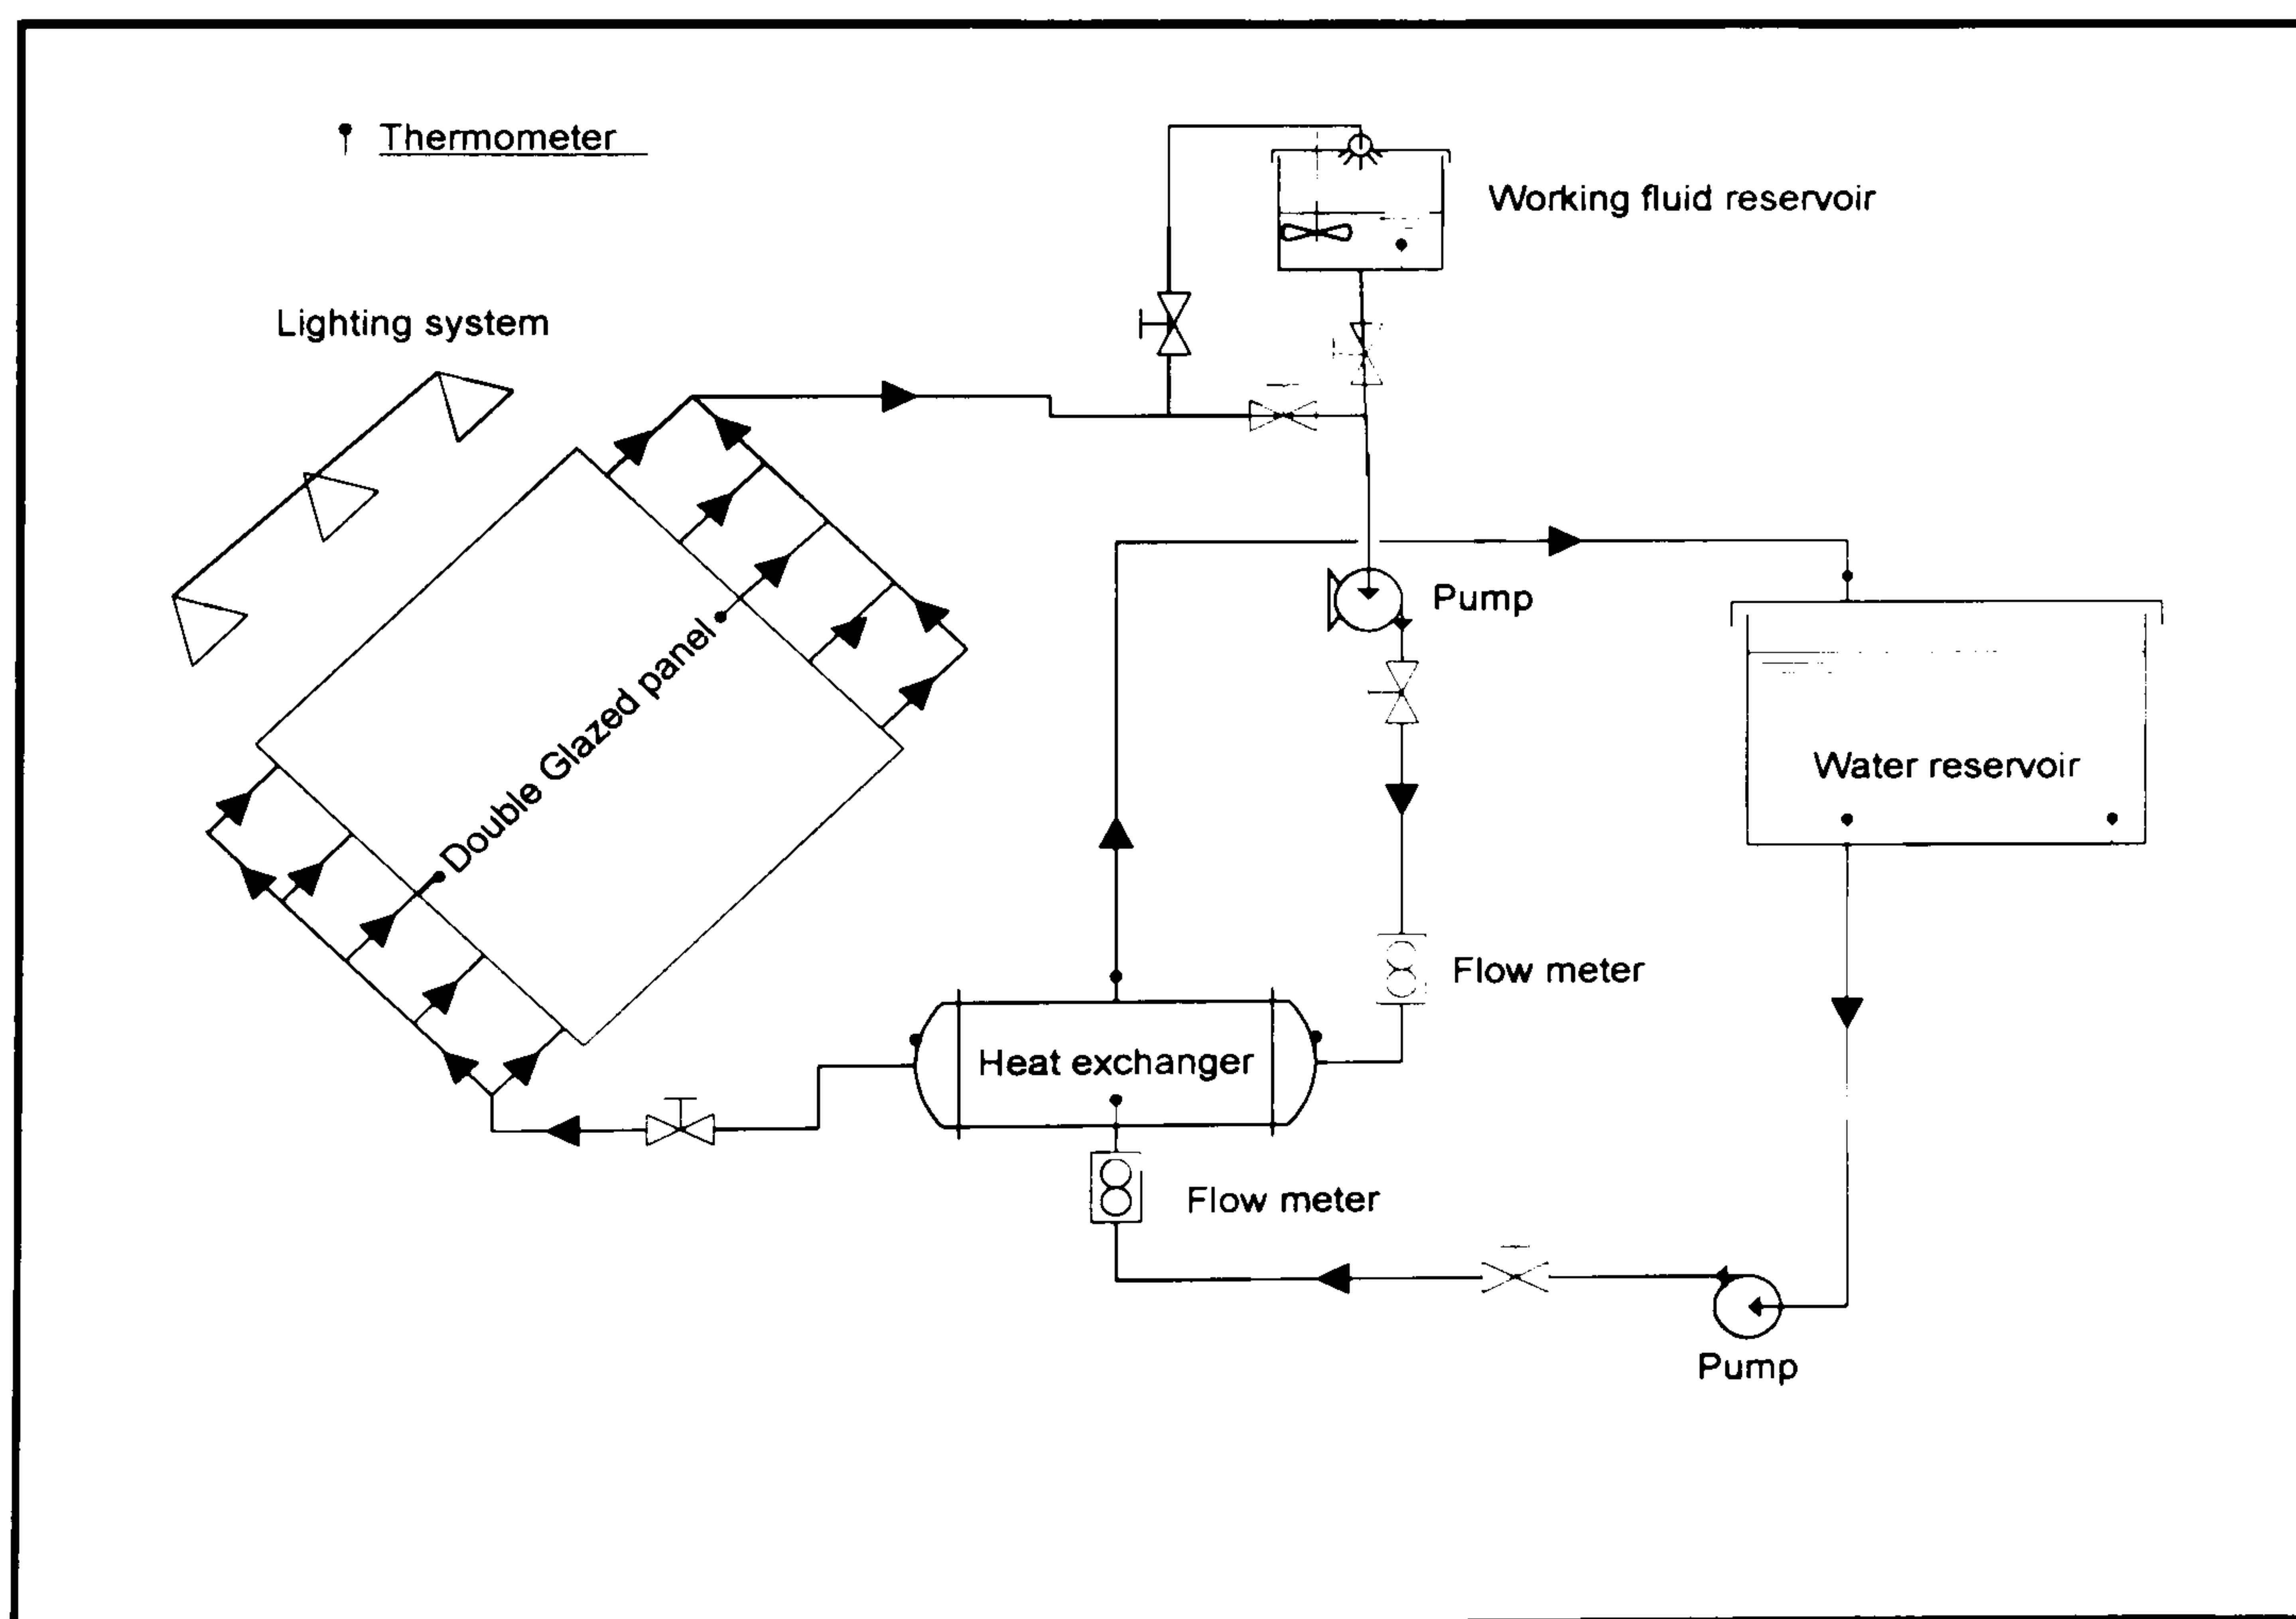 Thermometer
Working fluid reservoir
Lighting system
Pump
Double Glazed panel
Water reservoir
Flow meter
Heat exchanger
Flow meter
Pump